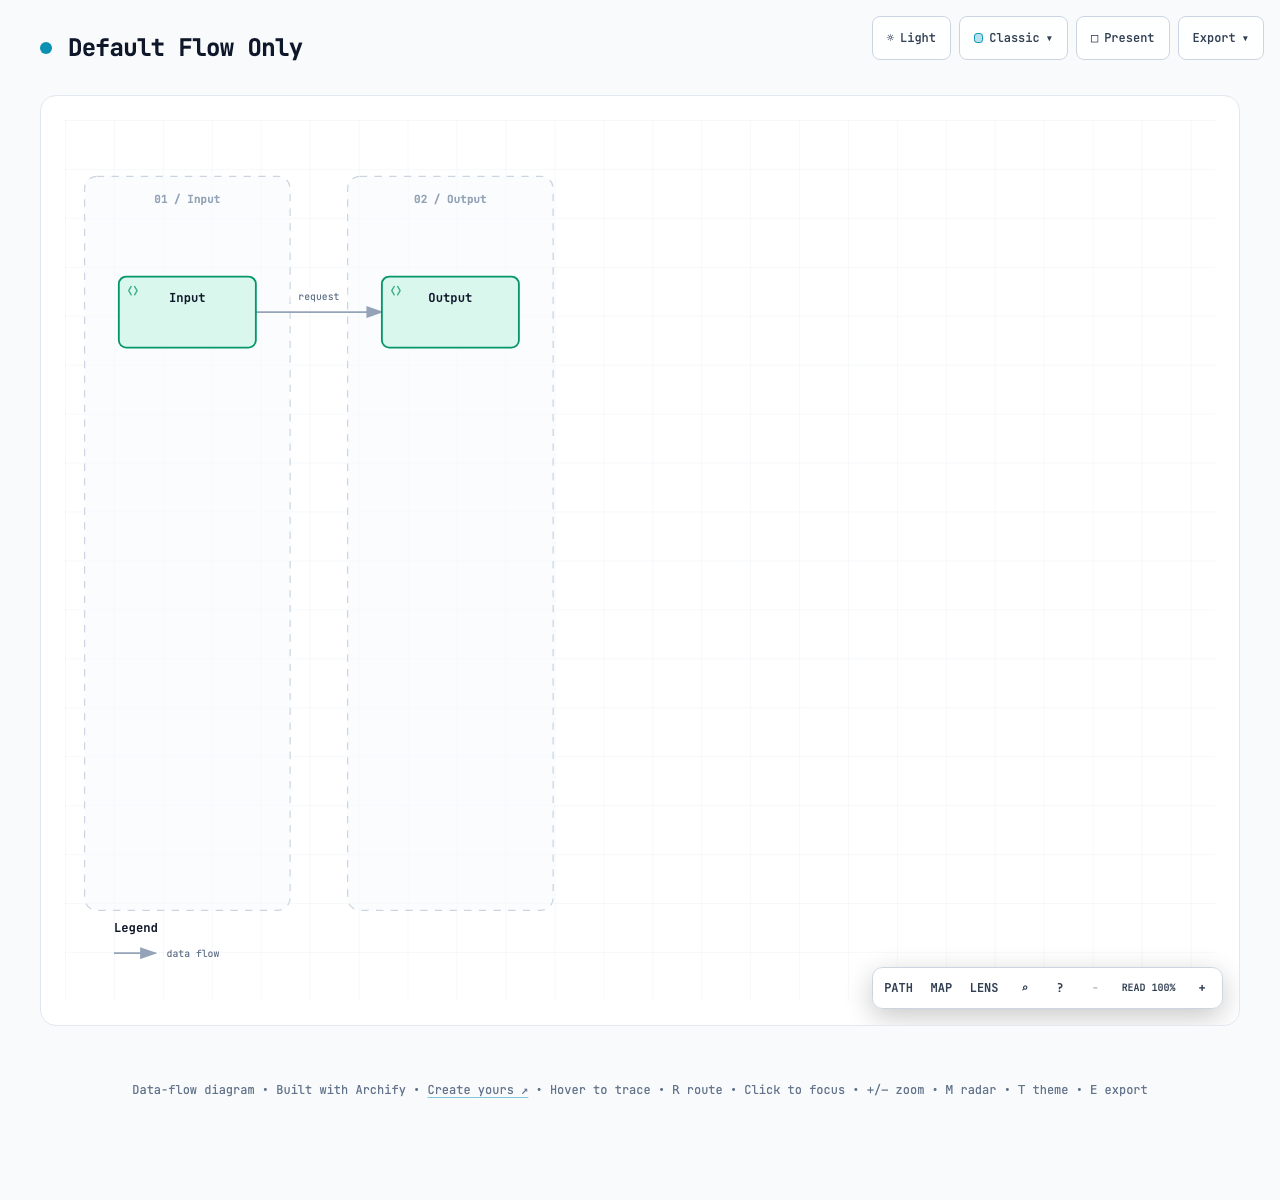 Default Flow Only
☼ Light
Classic ▾
□ Present
Export ▾
01 / Input
02 / Output
Input
request
Output
Legend
data flow
PATH MAP LENS ⌕ ? - READ 100% +
Data-flow diagram • Built with Archify • Create yours ↗ • Hover to trace • R route • Click to focus • +/− zoom • M radar • T theme • E export